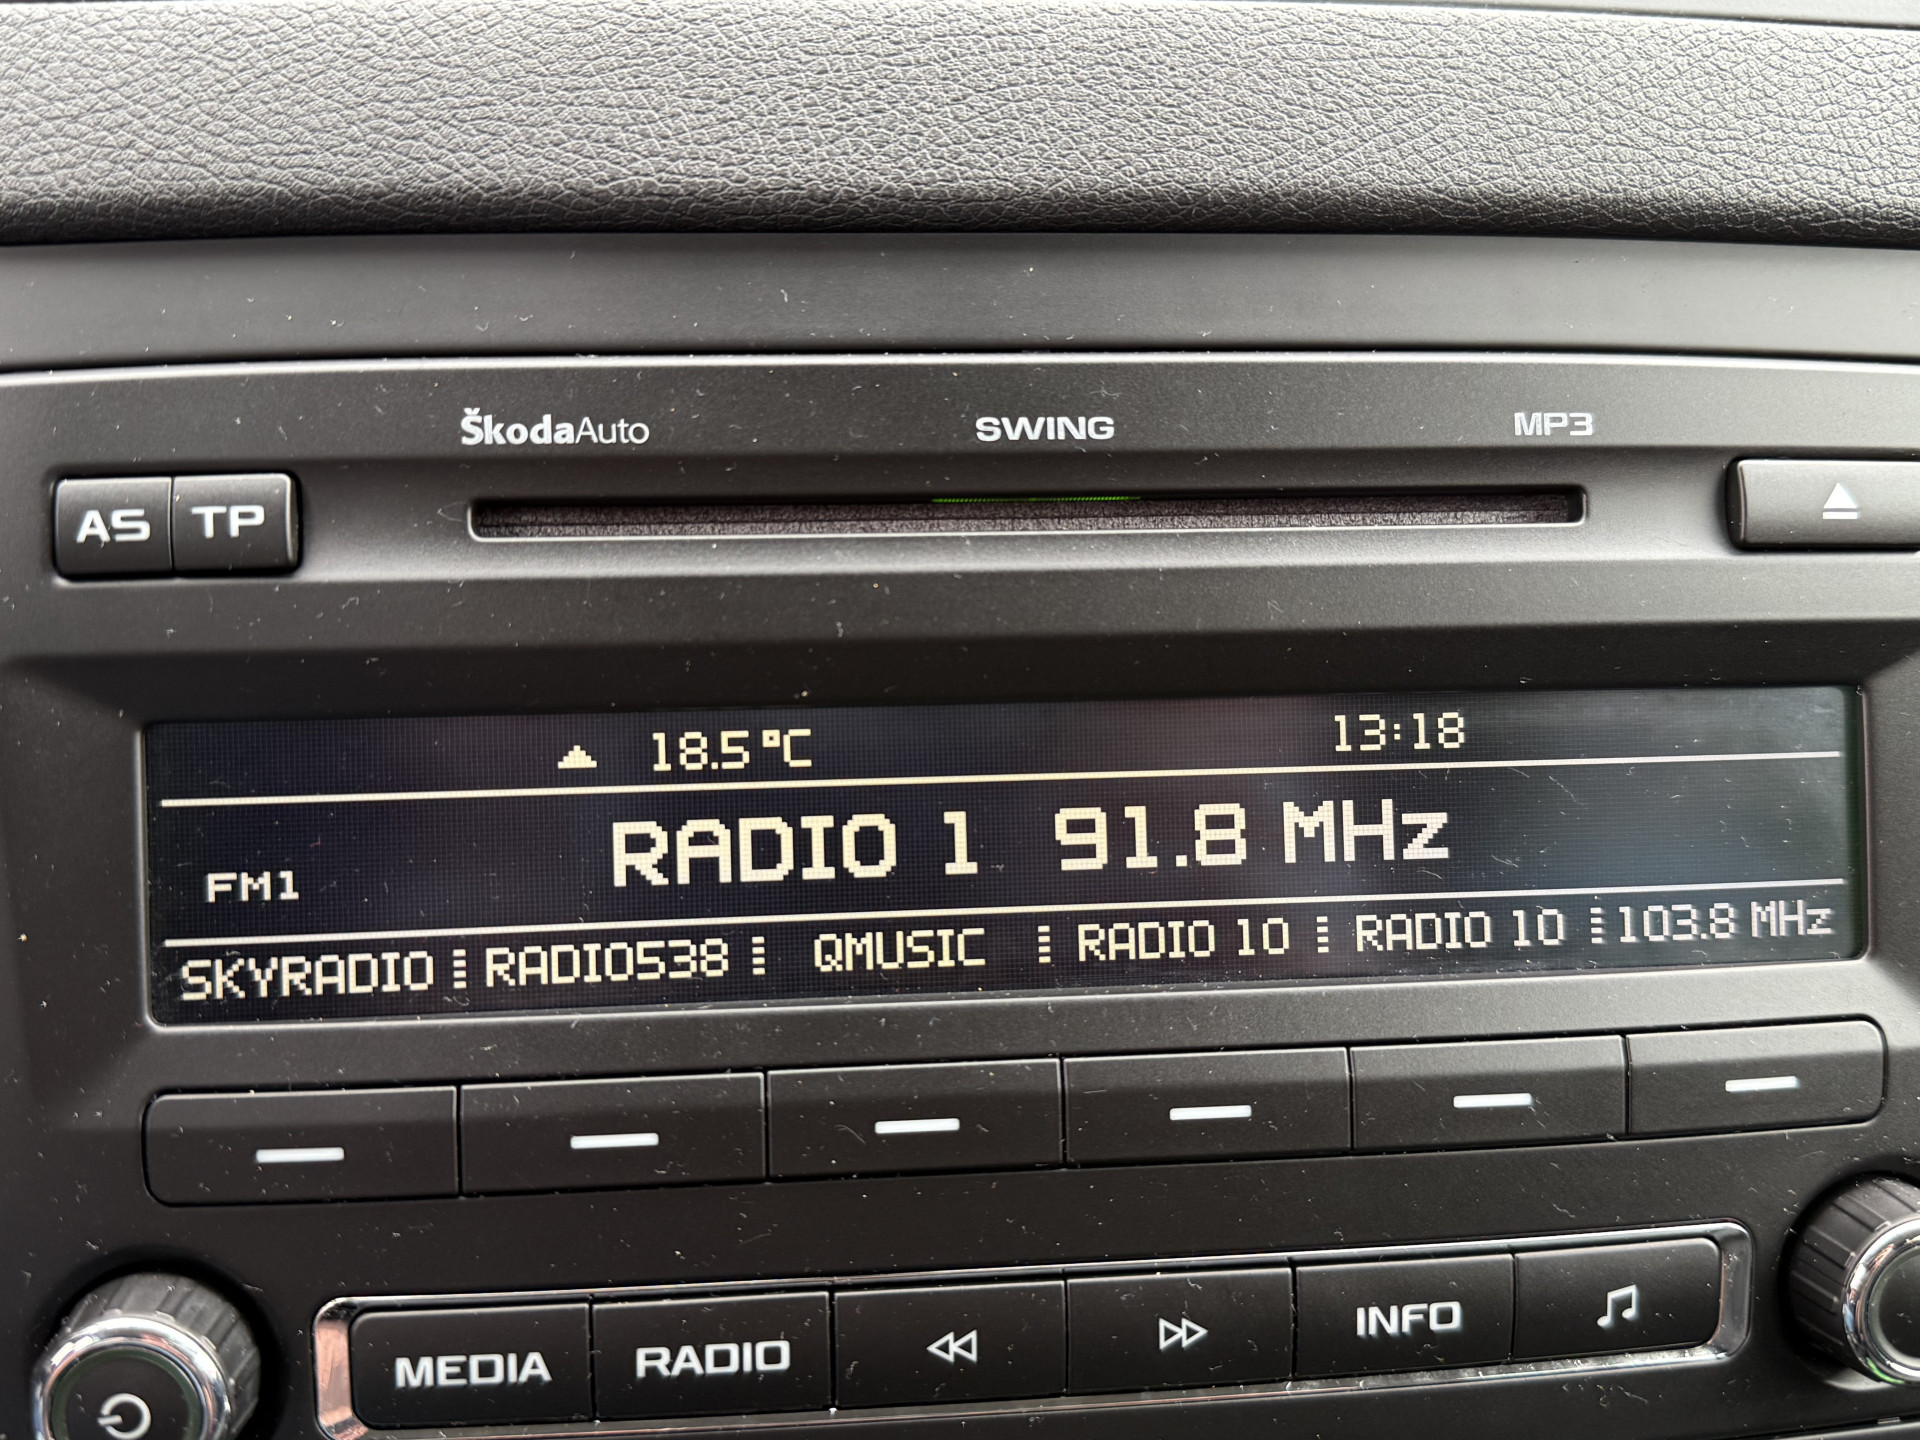 ŠkodaAuto SWING MP3
AS TP
18.5 °C 13:18
FM1 RADIO 1 91.8 MHz
SKYRADIO RADIO538 QMUSIC RADIO 10 RADIO 10 103.8 MHz
MEDIA RADIO INFO